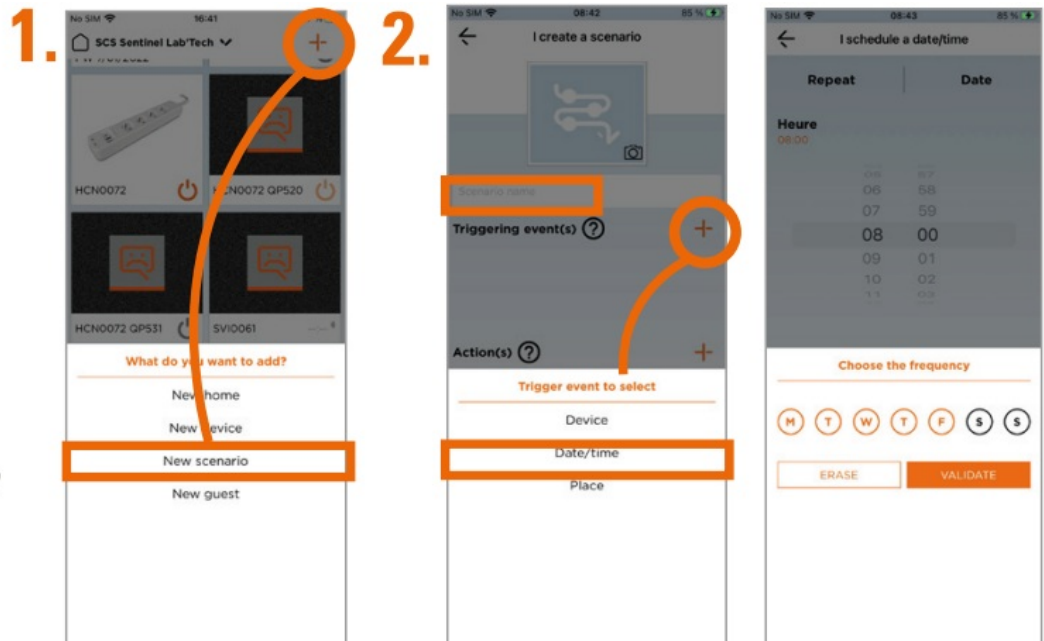 1.
No SIM 16:41
SCS Sentinel Lab'Tech
+
HCN0072
HCN0072 QP520
HCN0072 QP531
SVI0061
What do you want to add?
New home
New device
New scenario
New guest
2.
No SIM 08:42 85 %
I create a scenario
Scenario name
Triggering event(s) ? +
Action(s) ? +
Trigger event to select
Device
Date/time
Place
No SIM 08:43 85 %
I schedule a date/time
Repeat Date
Heure
08:00
06 58
07 59
08 00
09 01
10 02
Choose the frequency
M T W T F S S
ERASE VALIDATE